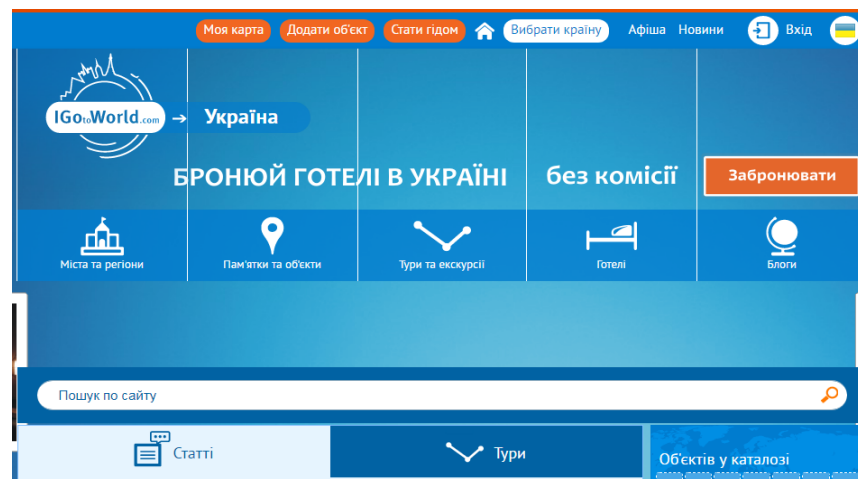 Моя карта Додати об'єкт Стати гідом Вибрати країну Афіша Новини Вхід
IGotoWorld.com → Україна
БРОНЮЙ ГОТЕЛІ В УКРАЇНІ без комісії Забронювати
Міста та регіони Пам'ятки та об'єкти Тури та екскурсії Готелі Блоги
Пошук по сайту
Статті Тури Об'єктів у каталозі